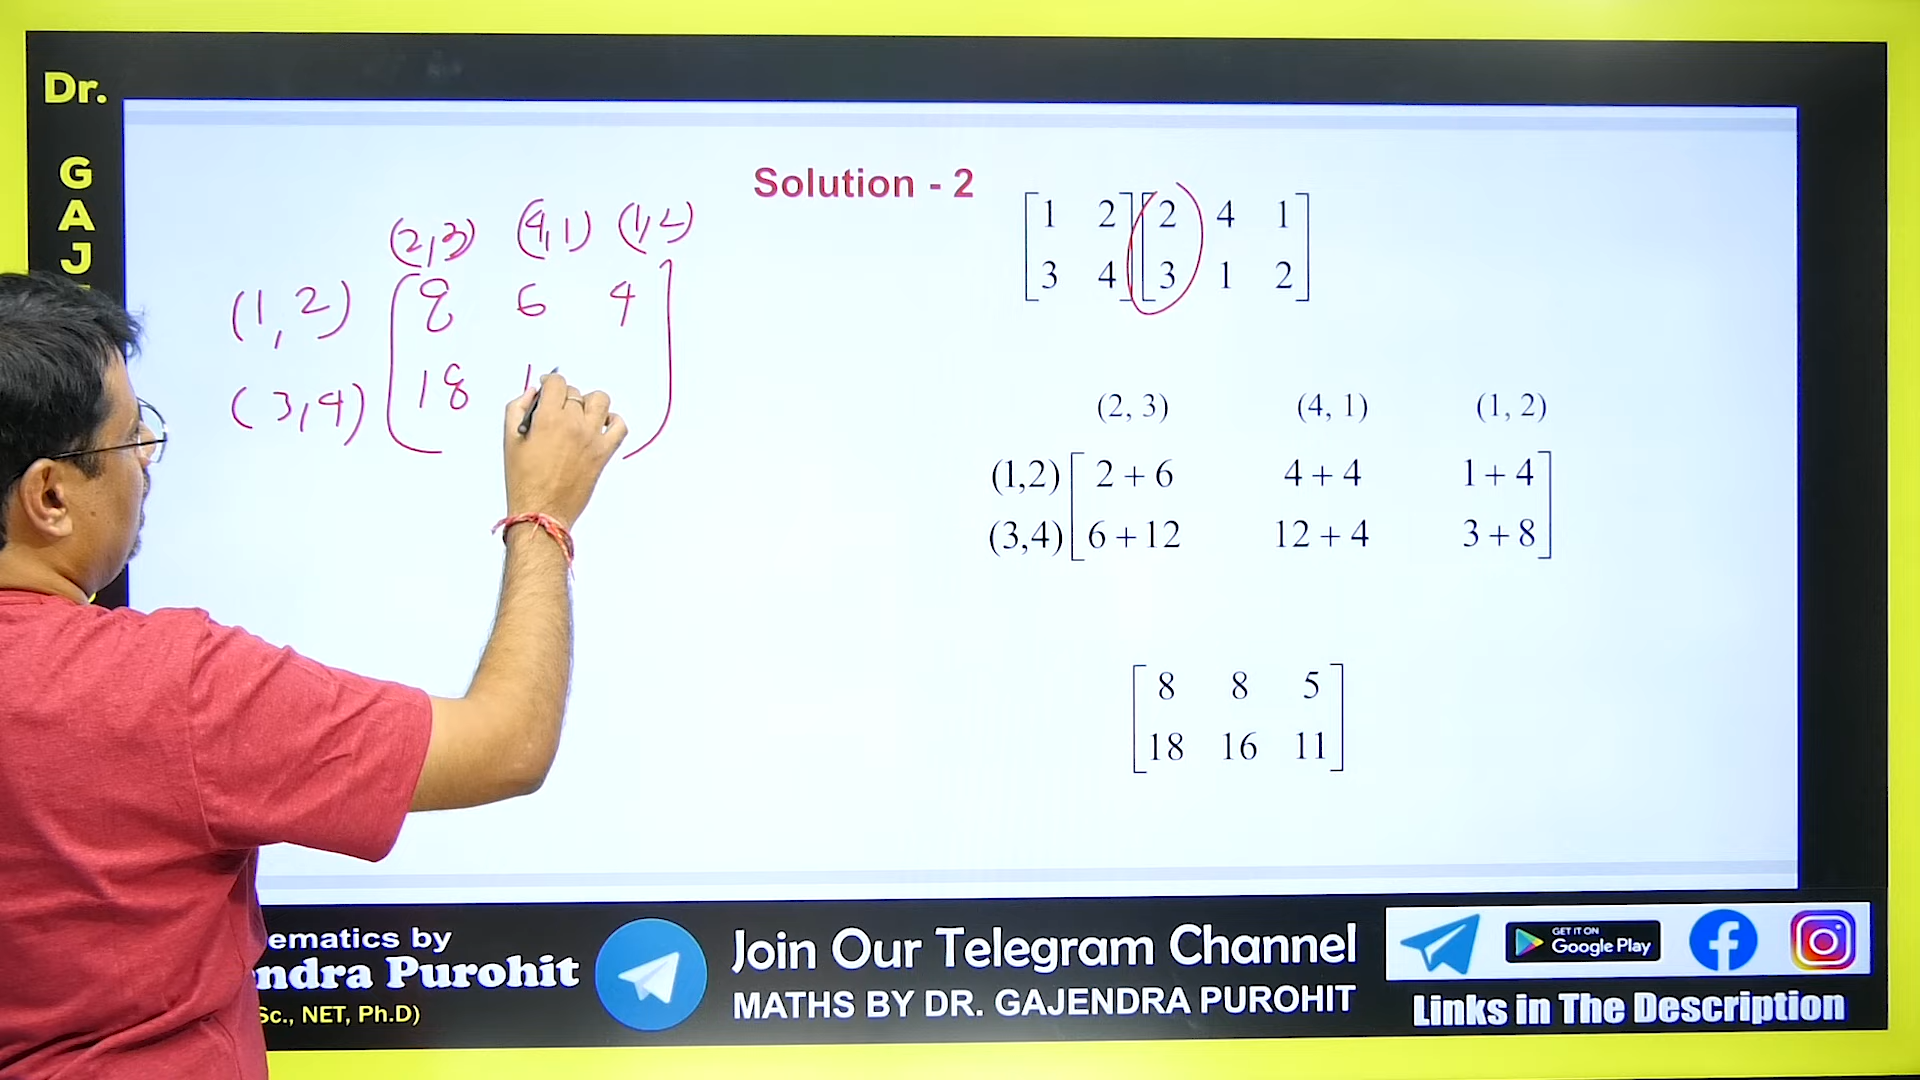 Dr.
G
A
J
Solution - 2
1 2 2 4 1
3 4 3 1 2
(2,3) (4,1) (1,2)
(1,2) 8 6 4
(3,4) 18 1
(2, 3) (4, 1) (1, 2)
(1,2) 2 + 6 4 + 4 1 + 4
(3,4) 6 + 12 12 + 4 3 + 8
8 8 5
18 16 11
ematics by
ndra Purohit
Sc., NET, Ph.D)
Join Our Telegram Channel
MATHS BY DR. GAJENDRA PUROHIT
GET IT ON
Google Play
Links in The Description